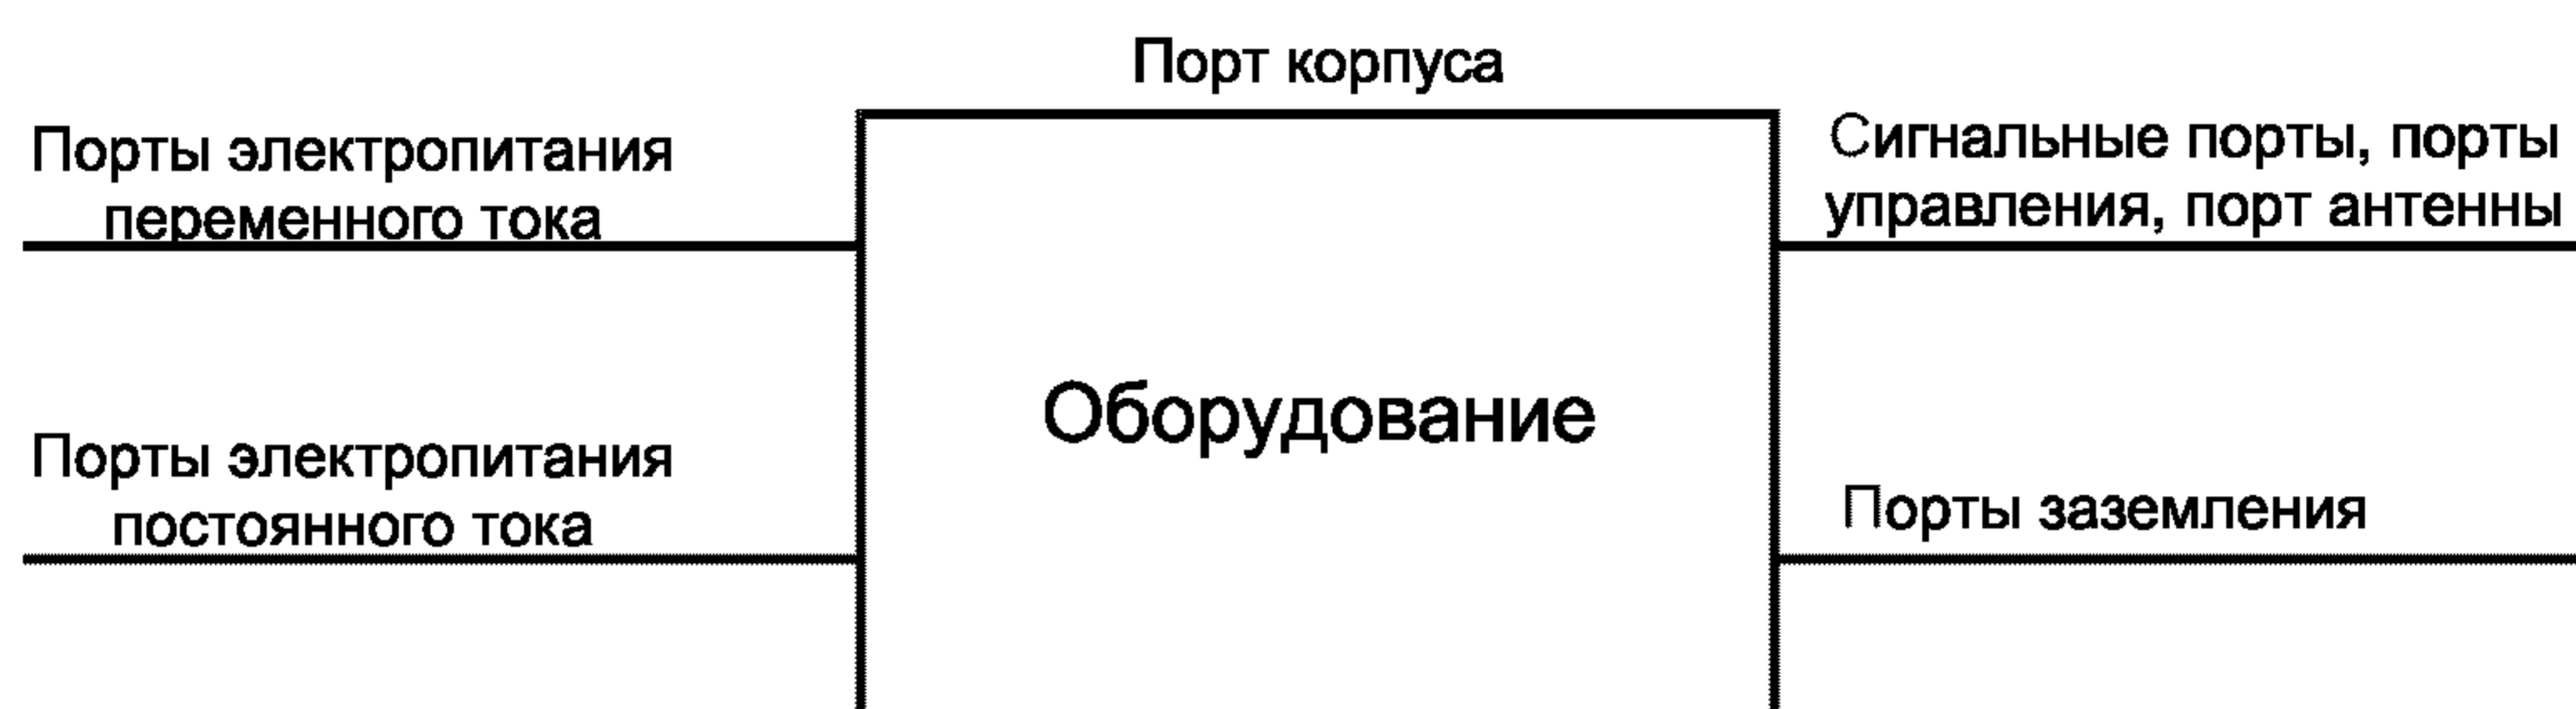 Порт корпуса
Порты электропитания
переменного тока
Сигнальные порты, порты
управления, порт антенны
Оборудование
Порты электропитания
постоянного тока
Порты заземления